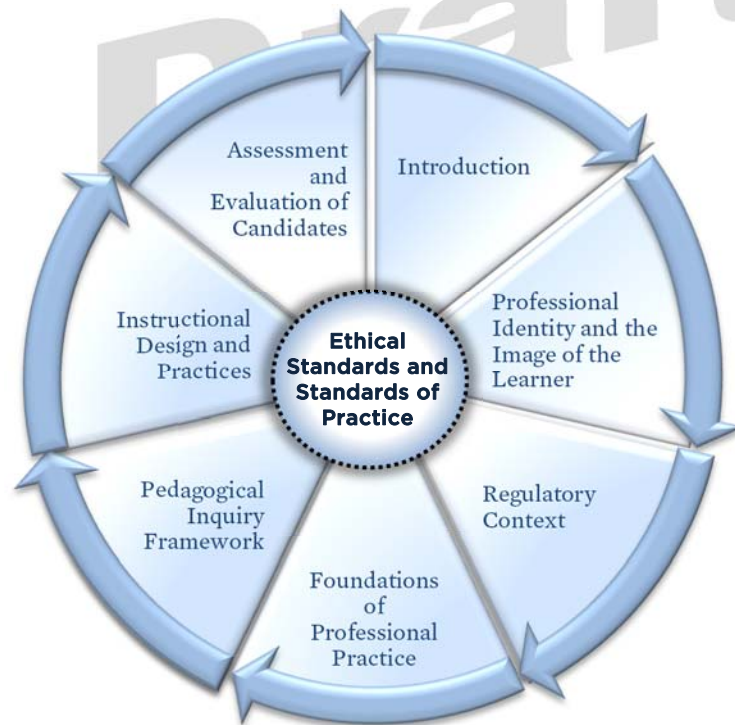 Draft
Introduction
Professional
Identity and the
Image of the
Learner
Regulatory
Context
Foundations
of
Professional
Practice
Pedagogical
Inquiry
Framework
Instructional
Design and
Practices
Assessment
and
Evaluation of
Candidates
Ethical
Standards and
Standards of
Practice